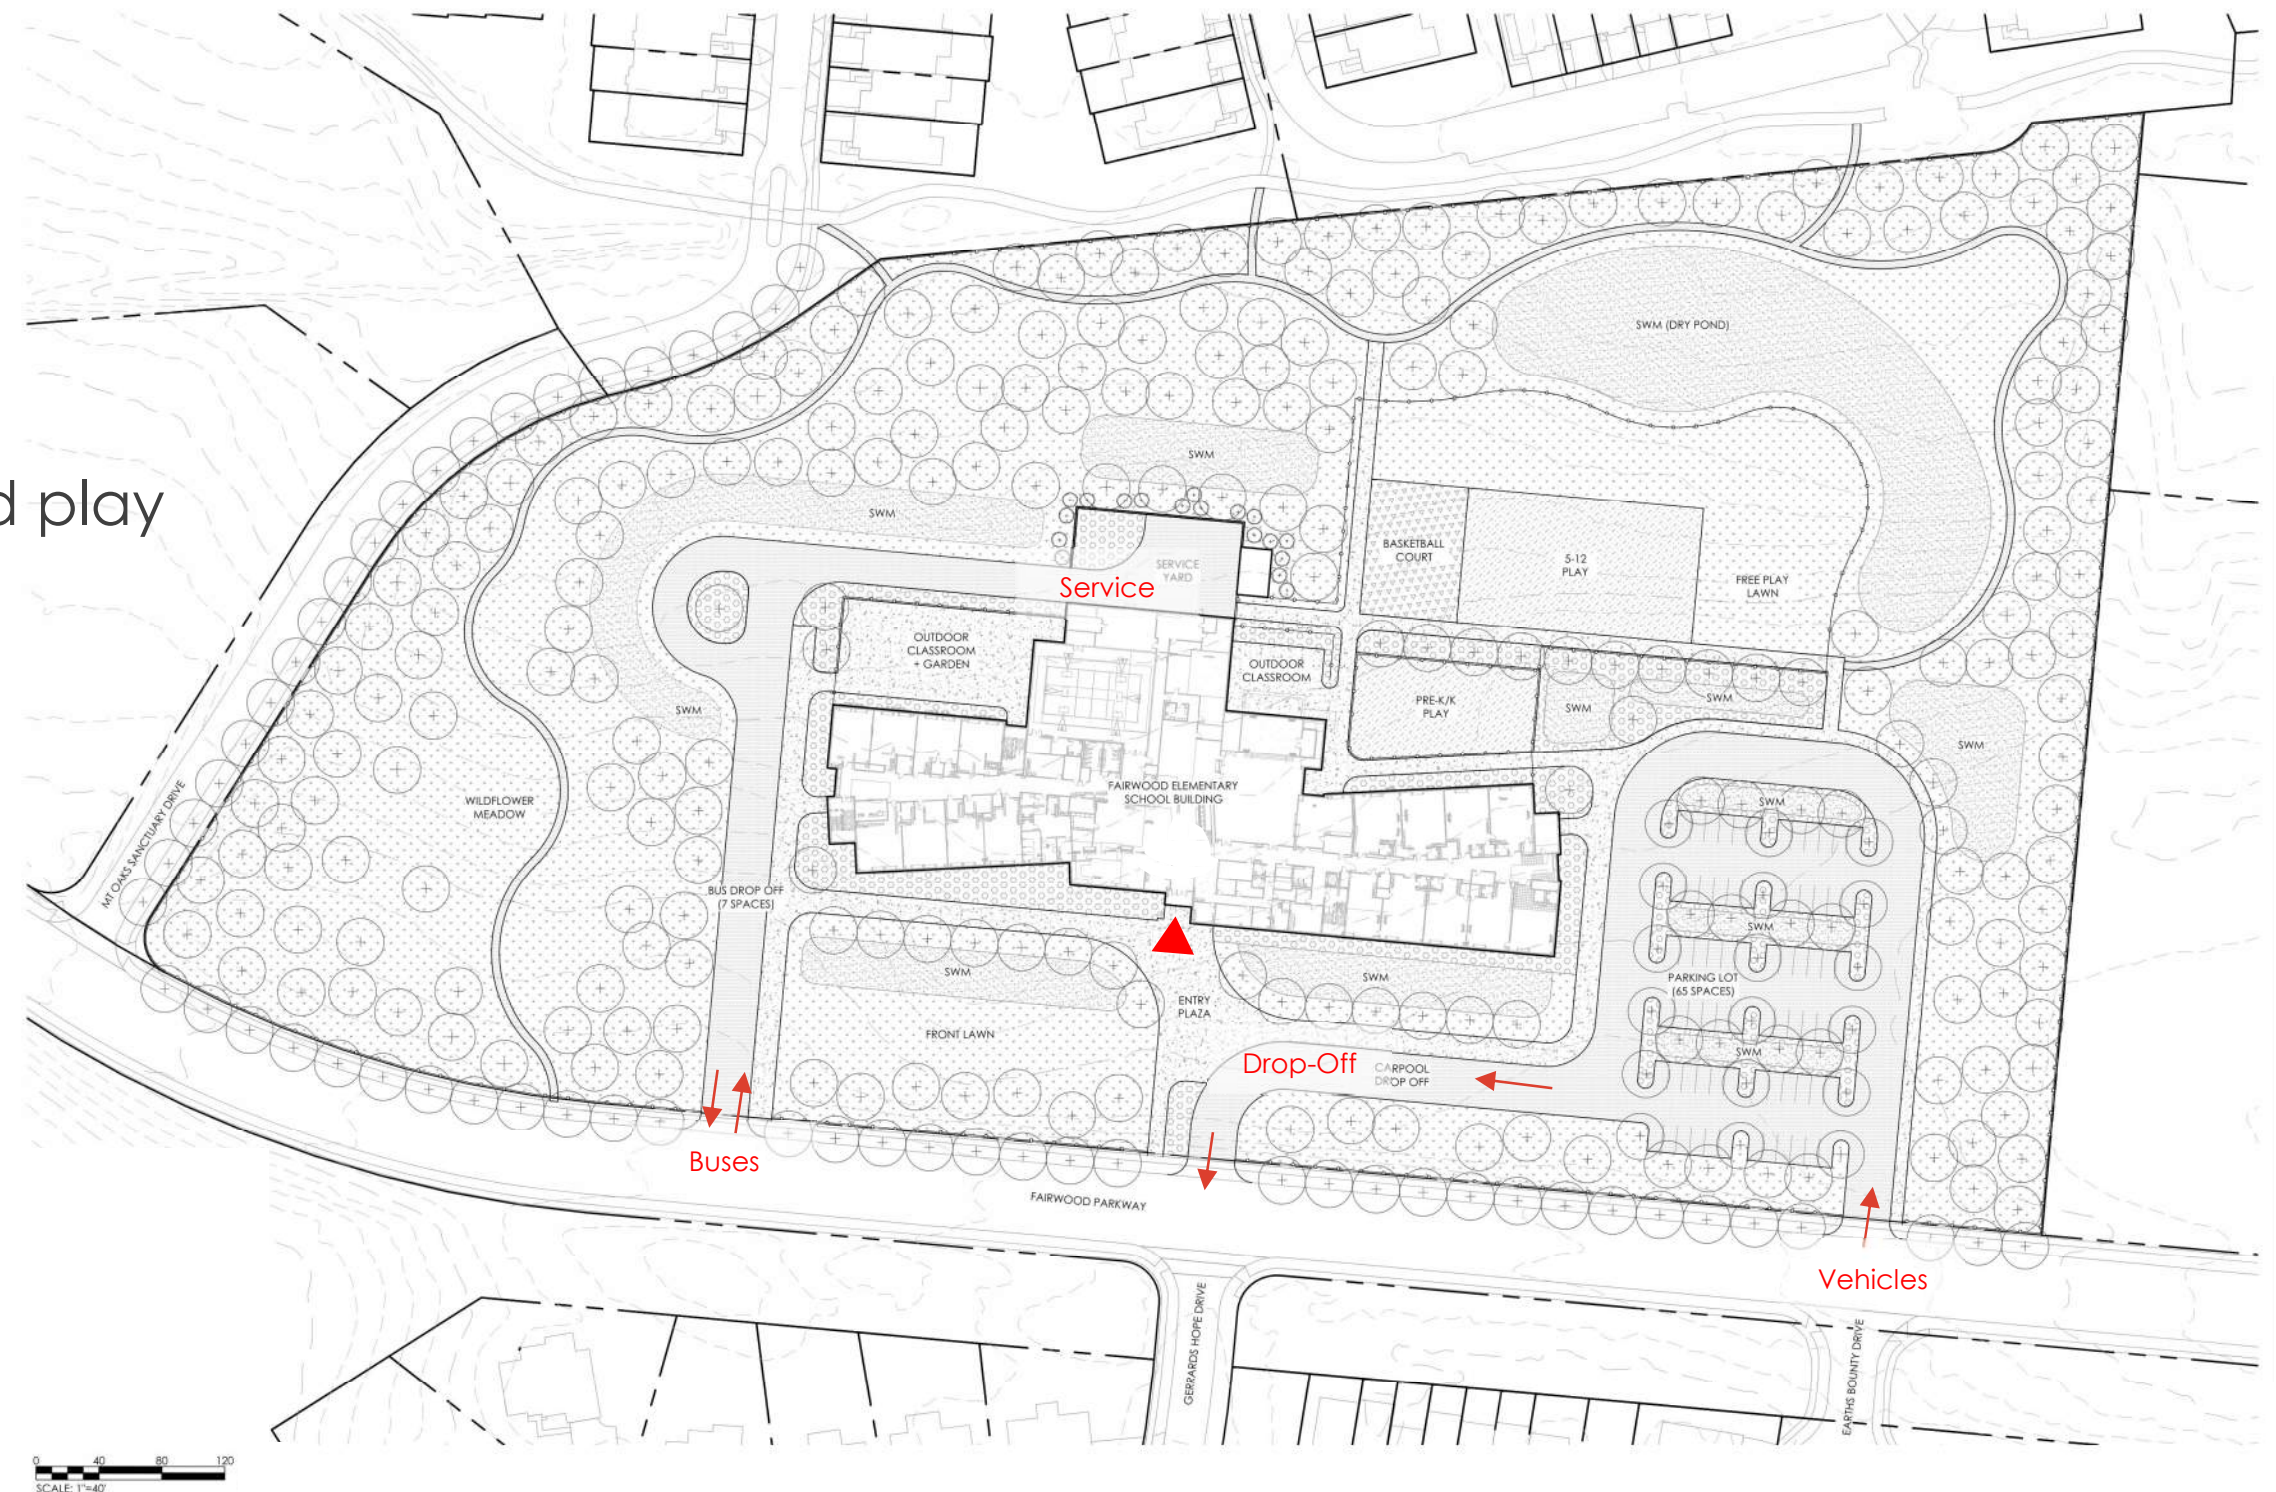 SWM (DRY POND)
SWM
d play
SWM
BASKETBALL
COURT
5-12
PLAY
SERVICE
YARD
Service
FREE PLAY
LAWN
OUTDOOR
CLASSROOM
+ GARDEN
OUTDOOR
CLASSROOM
PRE-K/K
PLAY
SWM
SWM
SWM
SWM
FAIRWOOD ELEMENTARY
SCHOOL BUILDING
SWM
WILDFLOWER
MEADOW
MT OAKS SANCTUARY DRIVE
BUS DROP OFF
(7 SPACES)
SWM
SWM
SWM
PARKING LOT
(65 SPACES)
ENTRY
PLAZA
FRONT LAWN
SWM
Drop-Off
CARPOOL
DROP OFF
Buses
FAIRWOOD PARKWAY
Vehicles
GERRARDS HOPE DRIVE
EARTHS BOUNTY DRIVE
0 40 80 120
SCALE: 1"=40'